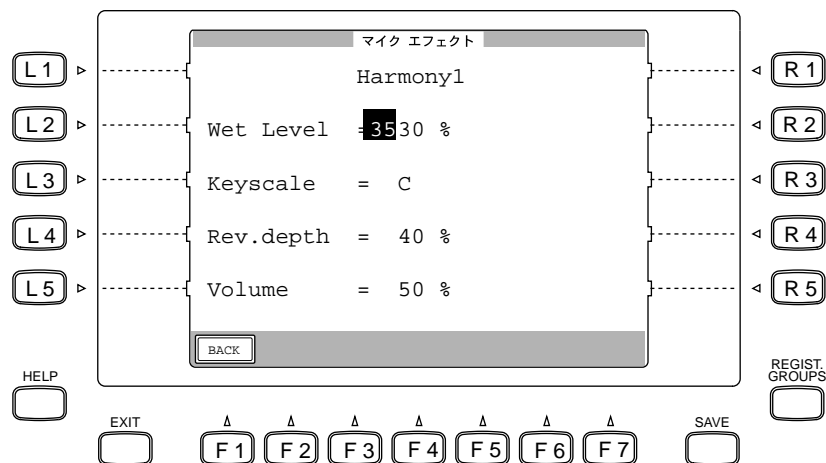 マイク エフェクト
L1 Harmony1 R1
L2 Wet Level =3530 % R2
L3 Keyscale = C R3
L4 Rev.depth = 40 % R4
L5 Volume = 50 % R5
BACK
HELP
REGIST.
GROUPS
EXIT
SAVE
F1 F2 F3 F4 F5 F6 F7